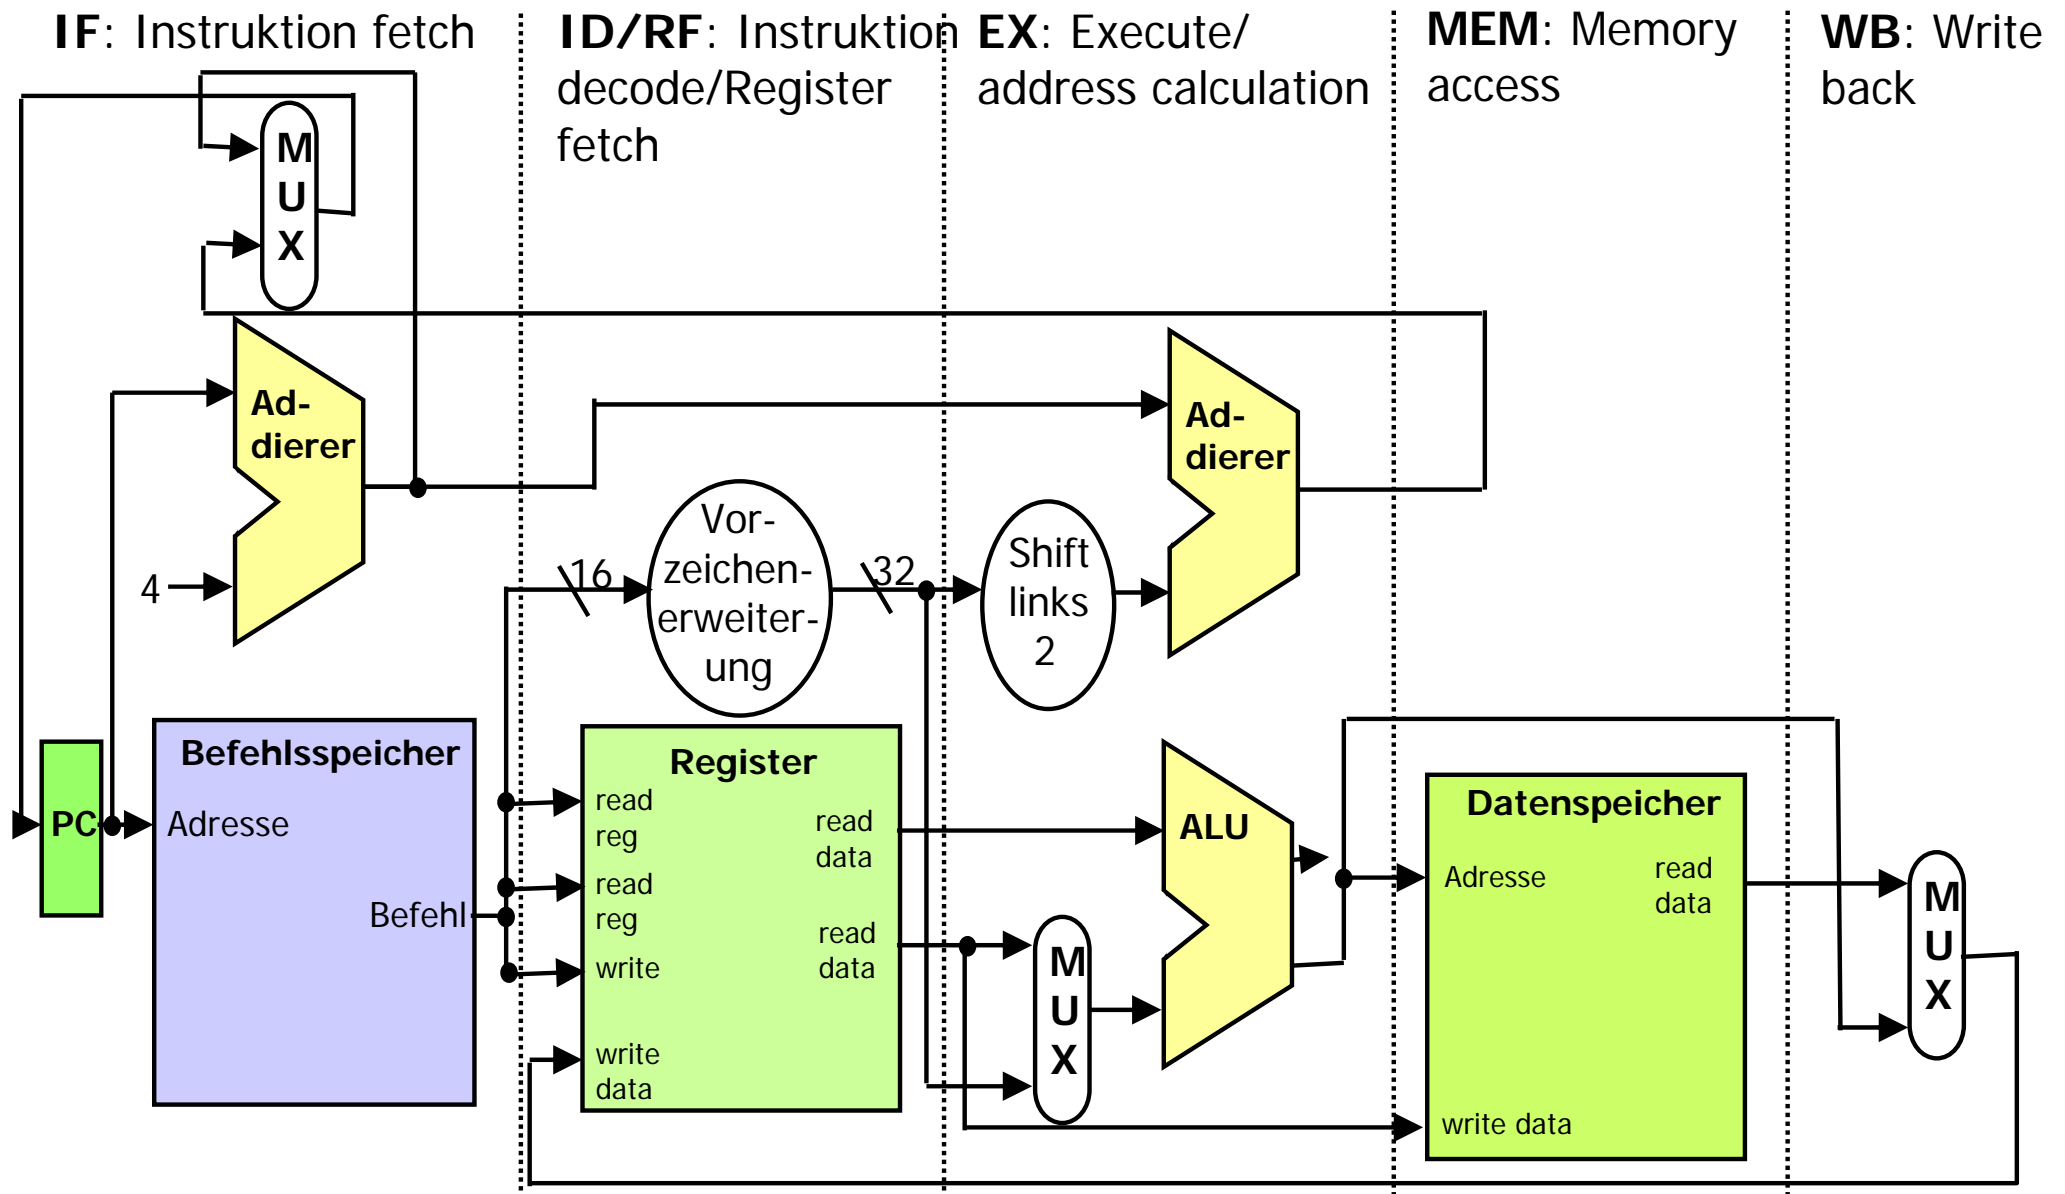 IF: Instruktion fetch
ID/RF: Instruktion
decode/Register
fetch
EX: Execute/
address calculation
MEM: Memory
access
WB: Write
back
M
U
X
Ad-
dierer
4
Ad-
dierer
16
Vor-
zeichen-
erweiter-
ung
32
Shift
links
2
PC
Befehlsspeicher
Adresse
Befehl
Register
read
reg
read
reg
write
write
data
read
data
read
data
M
U
X
ALU
Datenspeicher
Adresse
read
data
write data
M
U
X